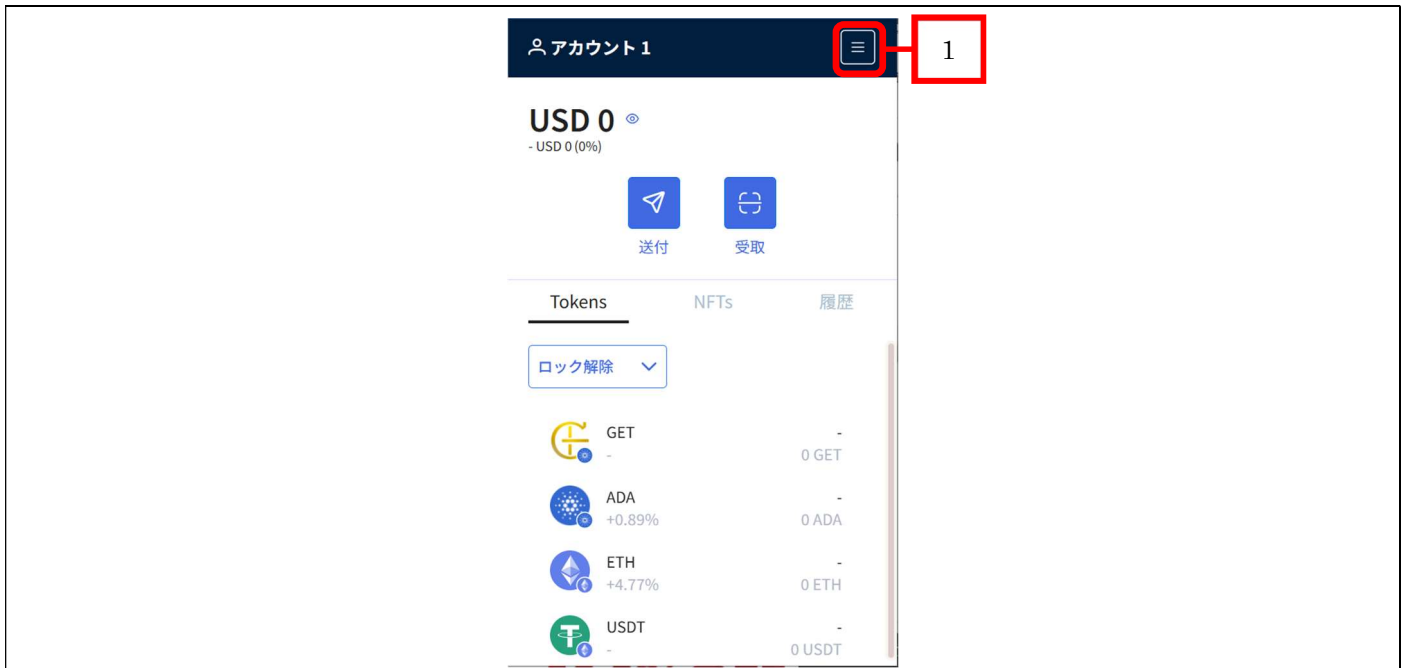 アカウント 1
1
USD 0
- USD 0 (0%)
送付 受取
Tokens NFTs 履歴
ロック解除
GET -
- 0 GET
ADA -
+0.89% 0 ADA
ETH -
+4.77% 0 ETH
USDT -
- 0 USDT